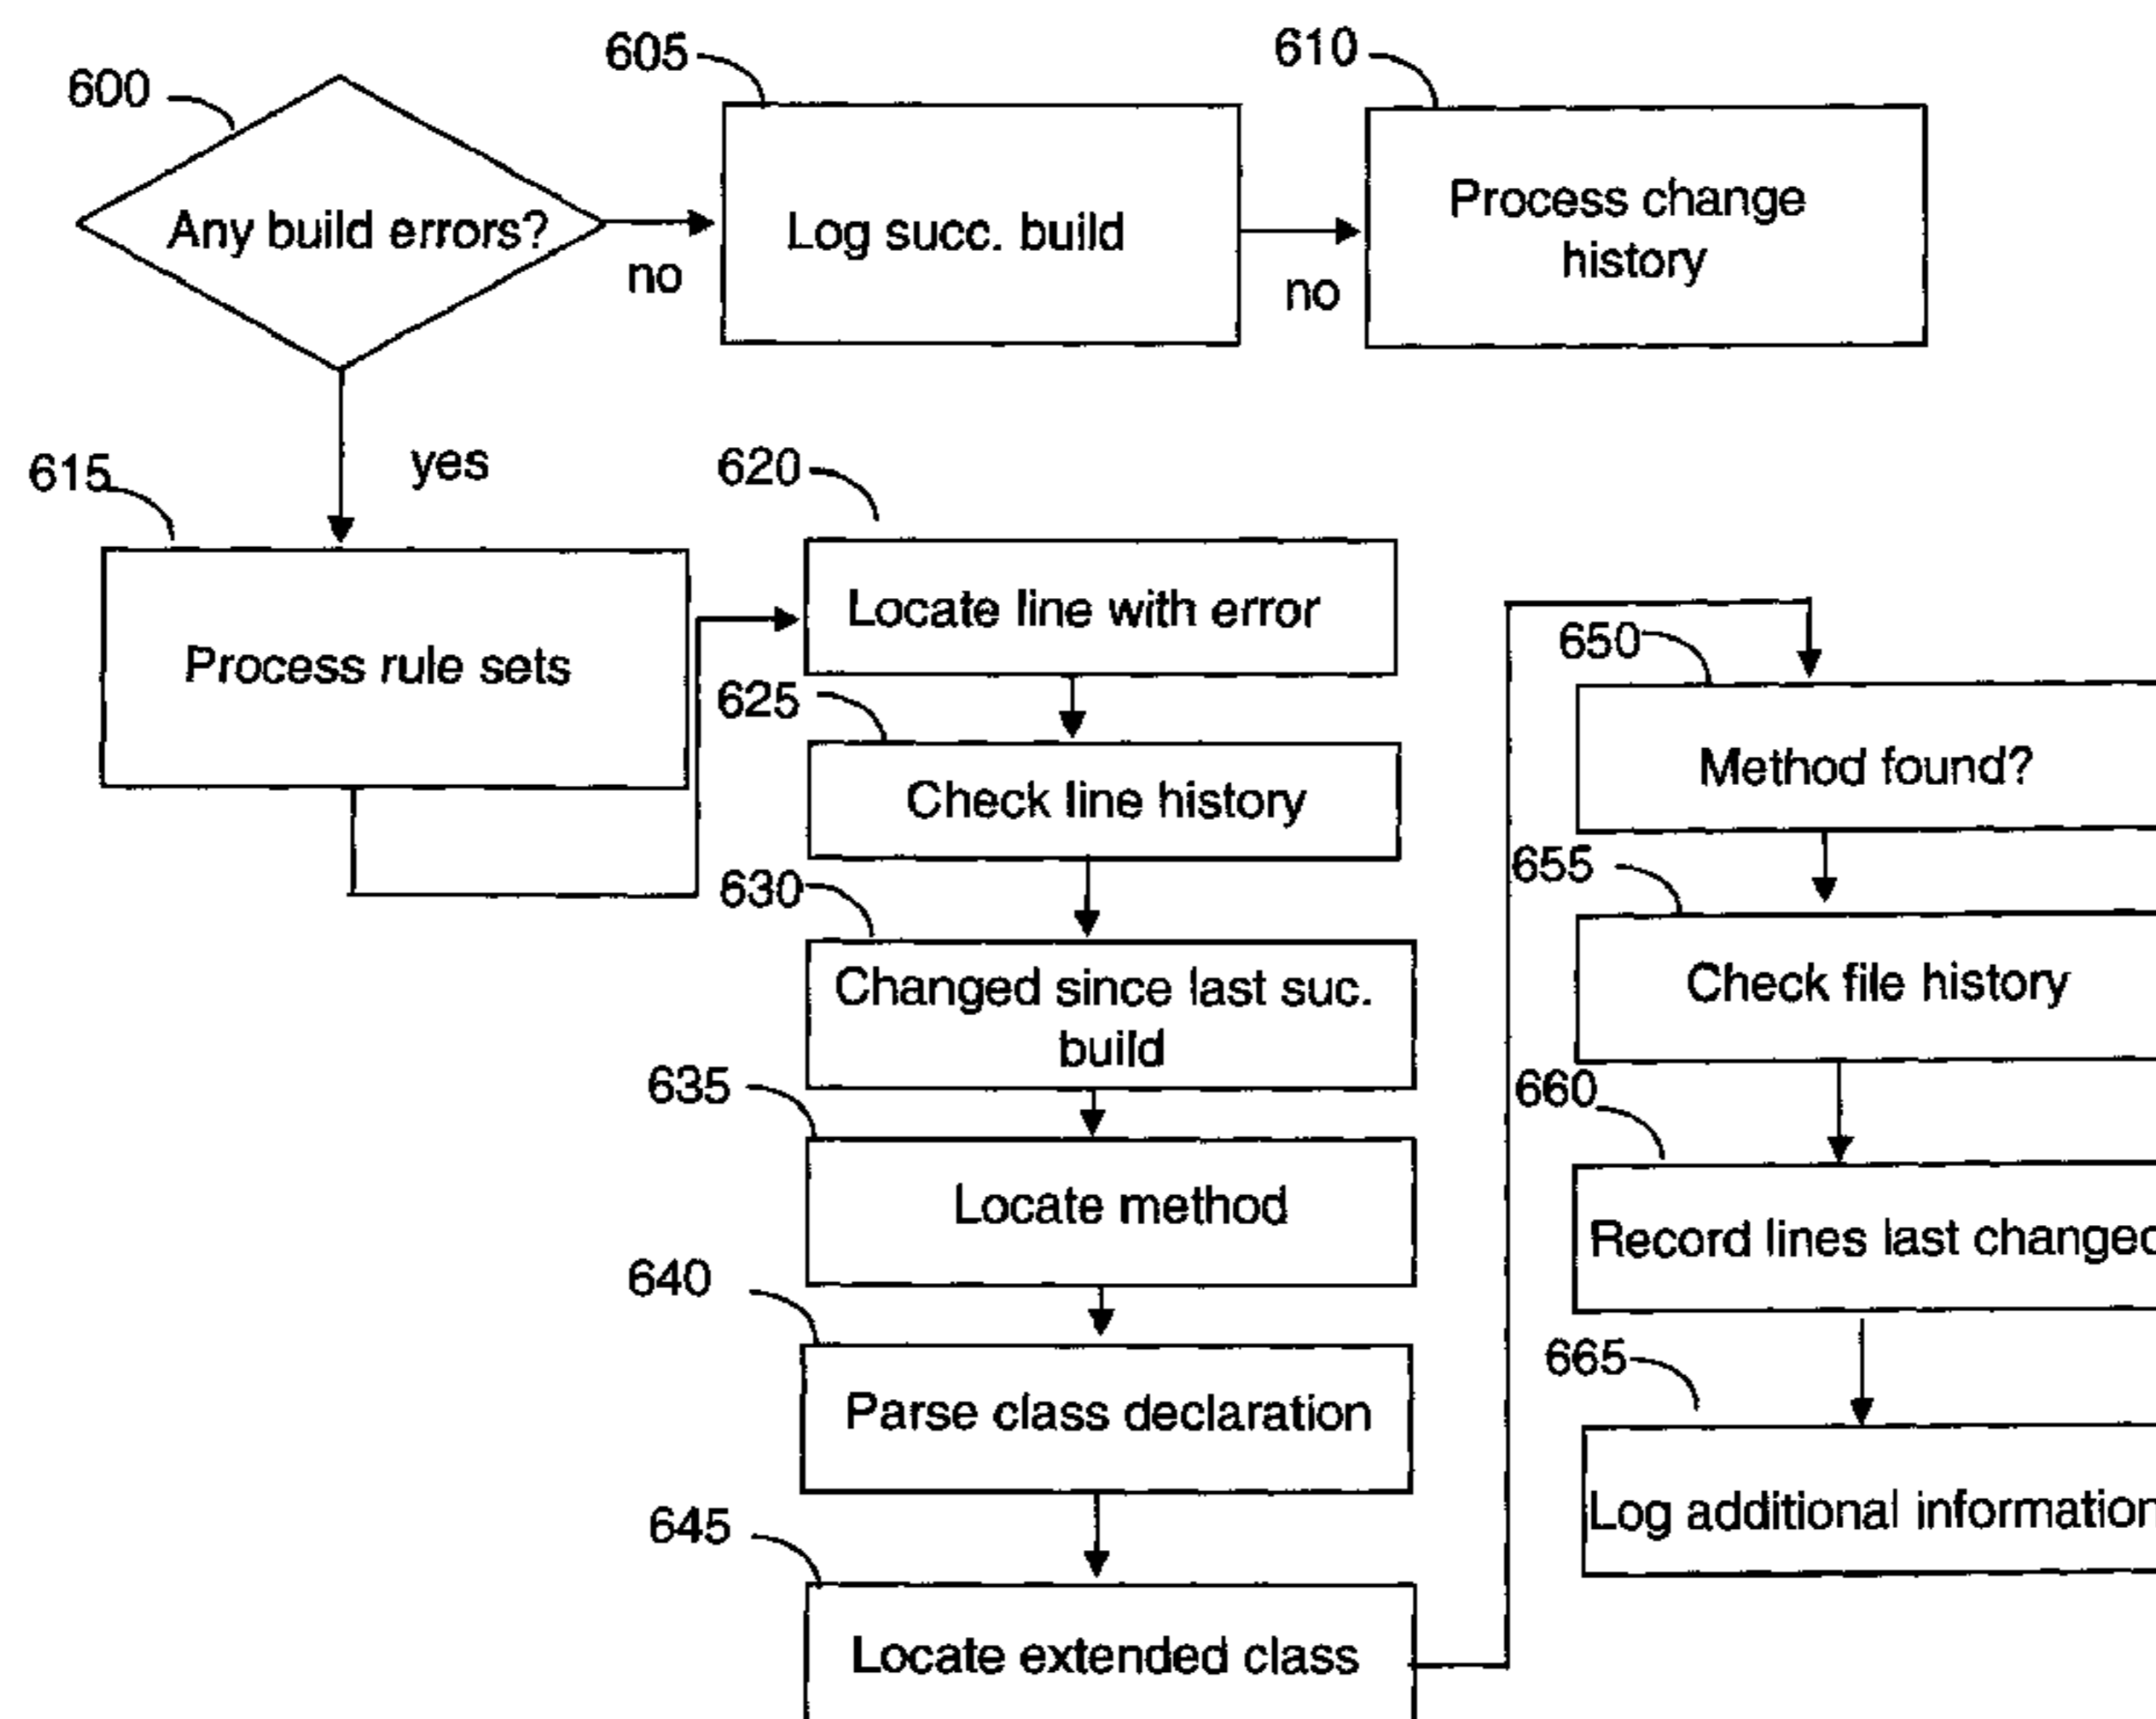 600
Any build errors?
no
605
Log succ. build
no
610
Process change
history
yes
615
Process rule sets
620
Locate line with error
625
Check line history
630
Changed since last suc.
build
635
Locate method
640
Parse class declaration
645
Locate extended class
650
Method found?
655
Check file history
660
Record lines last changed
665
Log additional information